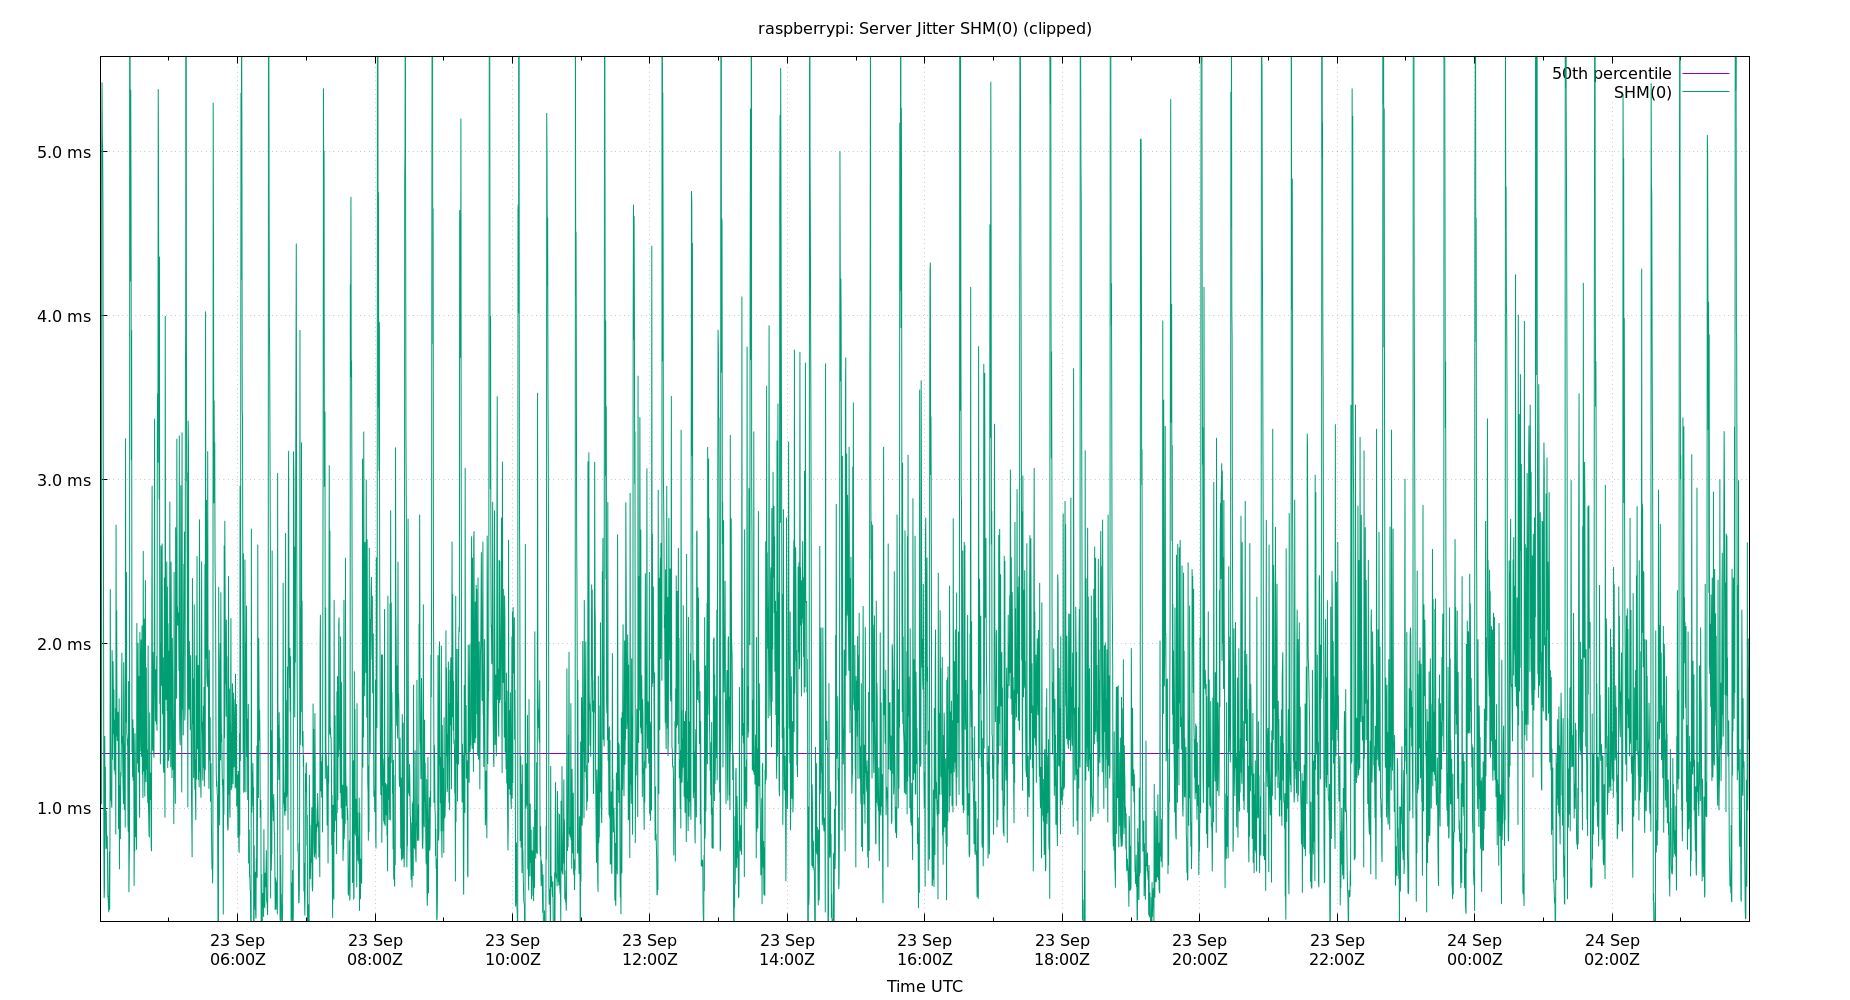 raspberrypi: Server Jitter SHM(0) (clipped)
50th percentile
SHM(0)
5.0 ms
4.0 ms
3.0 ms
2.0 ms
1.0 ms
23 Sep 23 Sep 23 Sep 23 Sep 23 Sep 23 Sep 23 Sep 23 Sep 23 Sep 24 Sep 24 Sep
06:00Z 08:00Z 10:00Z 12:00Z 14:00Z 16:00Z 18:00Z 20:00Z 22:00Z 00:00Z 02:00Z
Time UTC